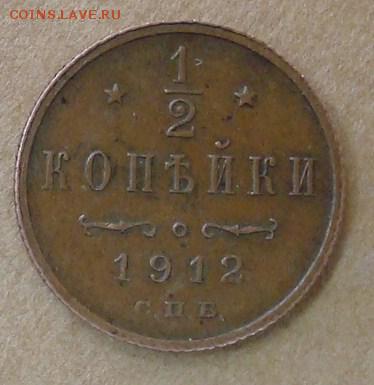 COINS.LAVE.RU
1/2
КОПѢЙКИ
1912
С.П.Б.